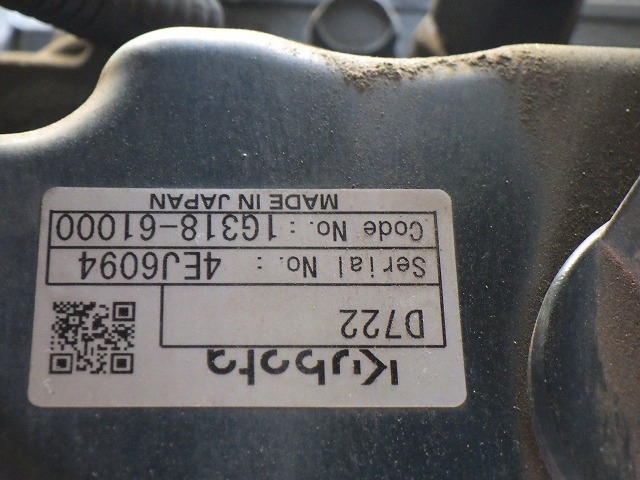 Kubota
D722
Serial No. : 4EJ6094
Code No. : 1G318-61000
MADE IN JAPAN